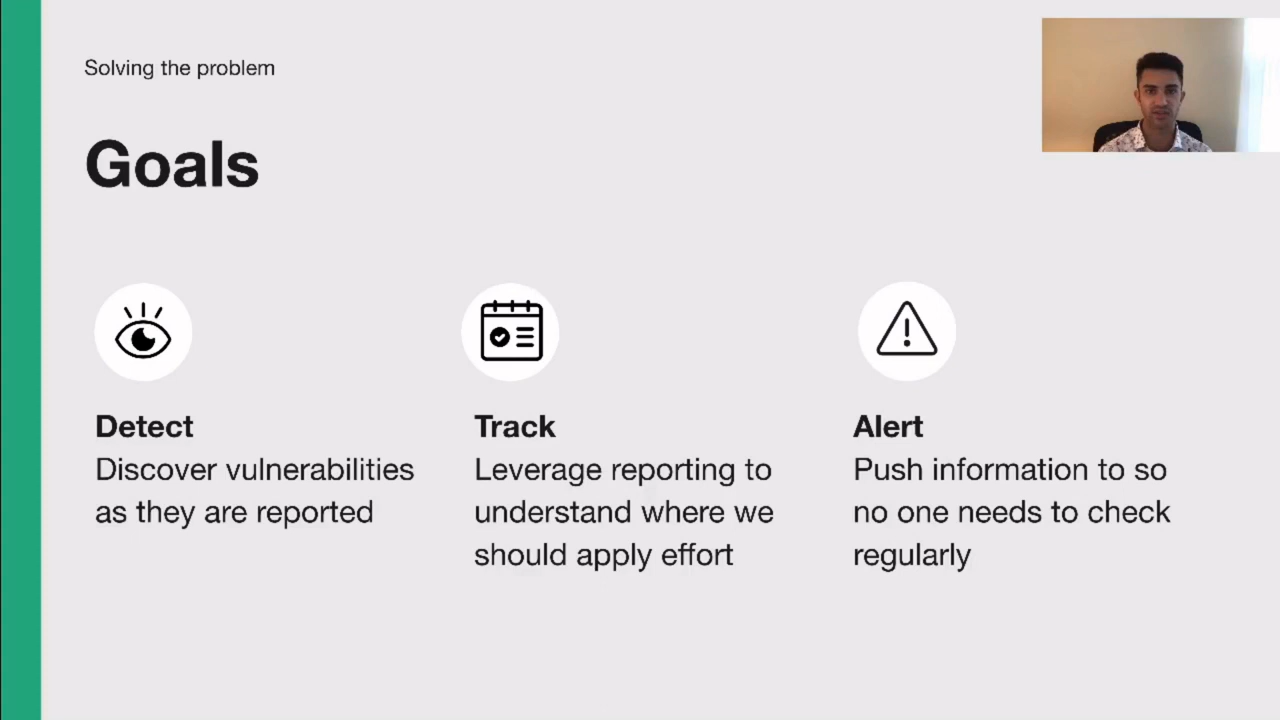 Solving the problem
Goals
Detect
Discover vulnerabilities
as they are reported
Track
Leverage reporting to
understand where we
should apply effort
Alert
Push information to so
no one needs to check
regularly